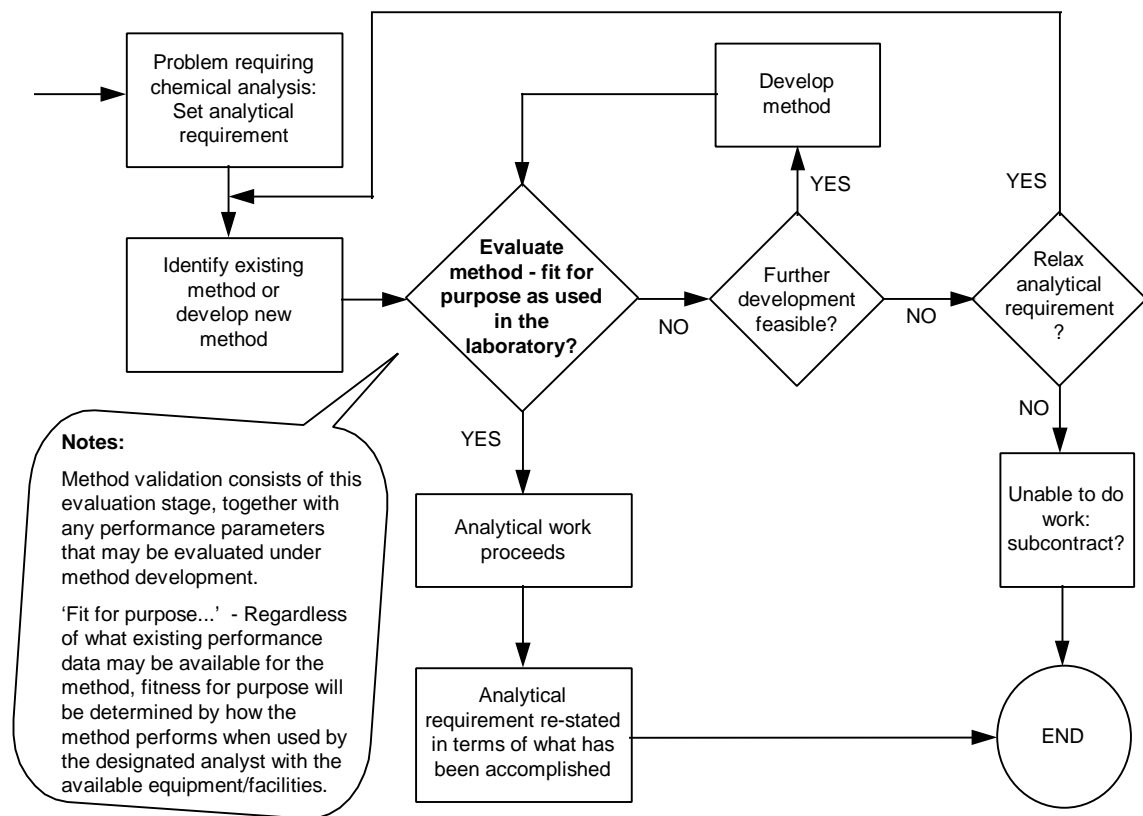 Problem requiring
chemical analysis:
Set analytical
requirement
Develop
method
YES
YES
Identify existing
method or
develop new
method
Evaluate
method - fit for
purpose as used
in the
laboratory?
NO
Further
development
feasible?
NO
Relax
analytical
requirement
?
YES
NO
Notes:
Method validation consists of this
evaluation stage, together with
any performance parameters
that may be evaluated under
method development.
‘Fit for purpose...’ - Regardless
of what existing performance
data may be available for the
method, fitness for purpose will
be determined by how the
method performs when used by
the designated analyst with the
available equipment/facilities.
Analytical work
proceeds
Unable to do
work:
subcontract?
Analytical
requirement re-stated
in terms of what has
been accomplished
END